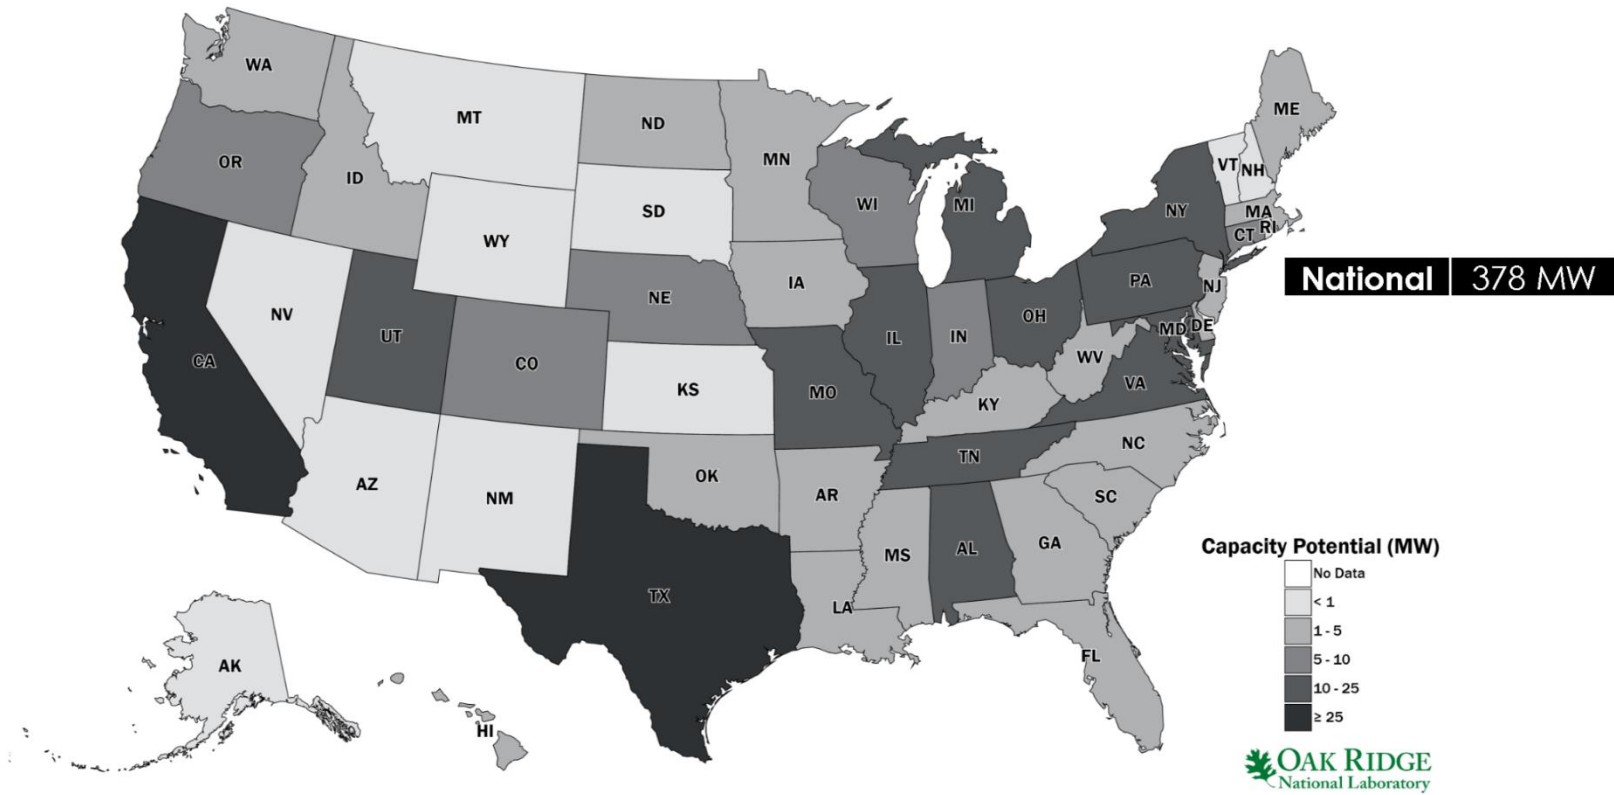 WA
MT
ND
MN
ME
OR
ID
SD
WI
MI
VT
NH
NY
MA
RI
CT
WY
IA
NE
PA
NJ
National | 378 MW
NV
UT
CO
IL
IN
OH
MD
DE
CA
KS
MO
WV
VA
KY
NC
TN
AZ
NM
OK
AR
SC
MS
AL
GA
TX
LA
FL
AK
HI
Capacity Potential (MW)
No Data
< 1
1 - 5
5 - 10
10 - 25
≥ 25
OAK RIDGE
National Laboratory